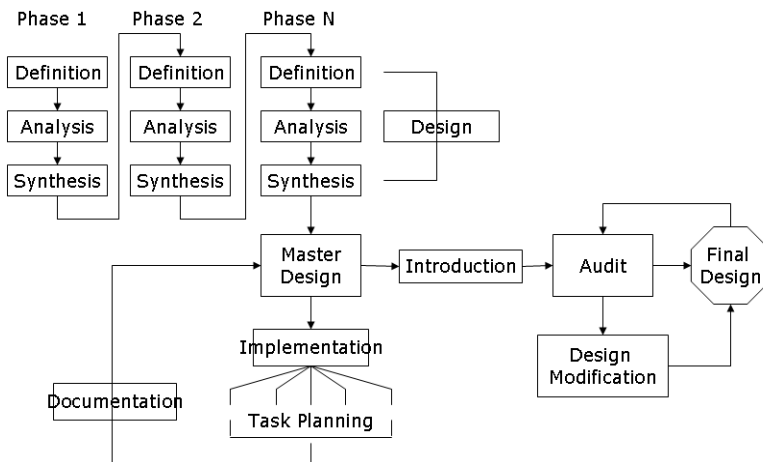 Phase 1
Phase 2
Phase N
Definition
Definition
Definition
Analysis
Analysis
Analysis
Design
Synthesis
Synthesis
Synthesis
Master
Design
Introduction
Audit
Final
Design
Implementation
Design
Modification
Documentation
Task Planning